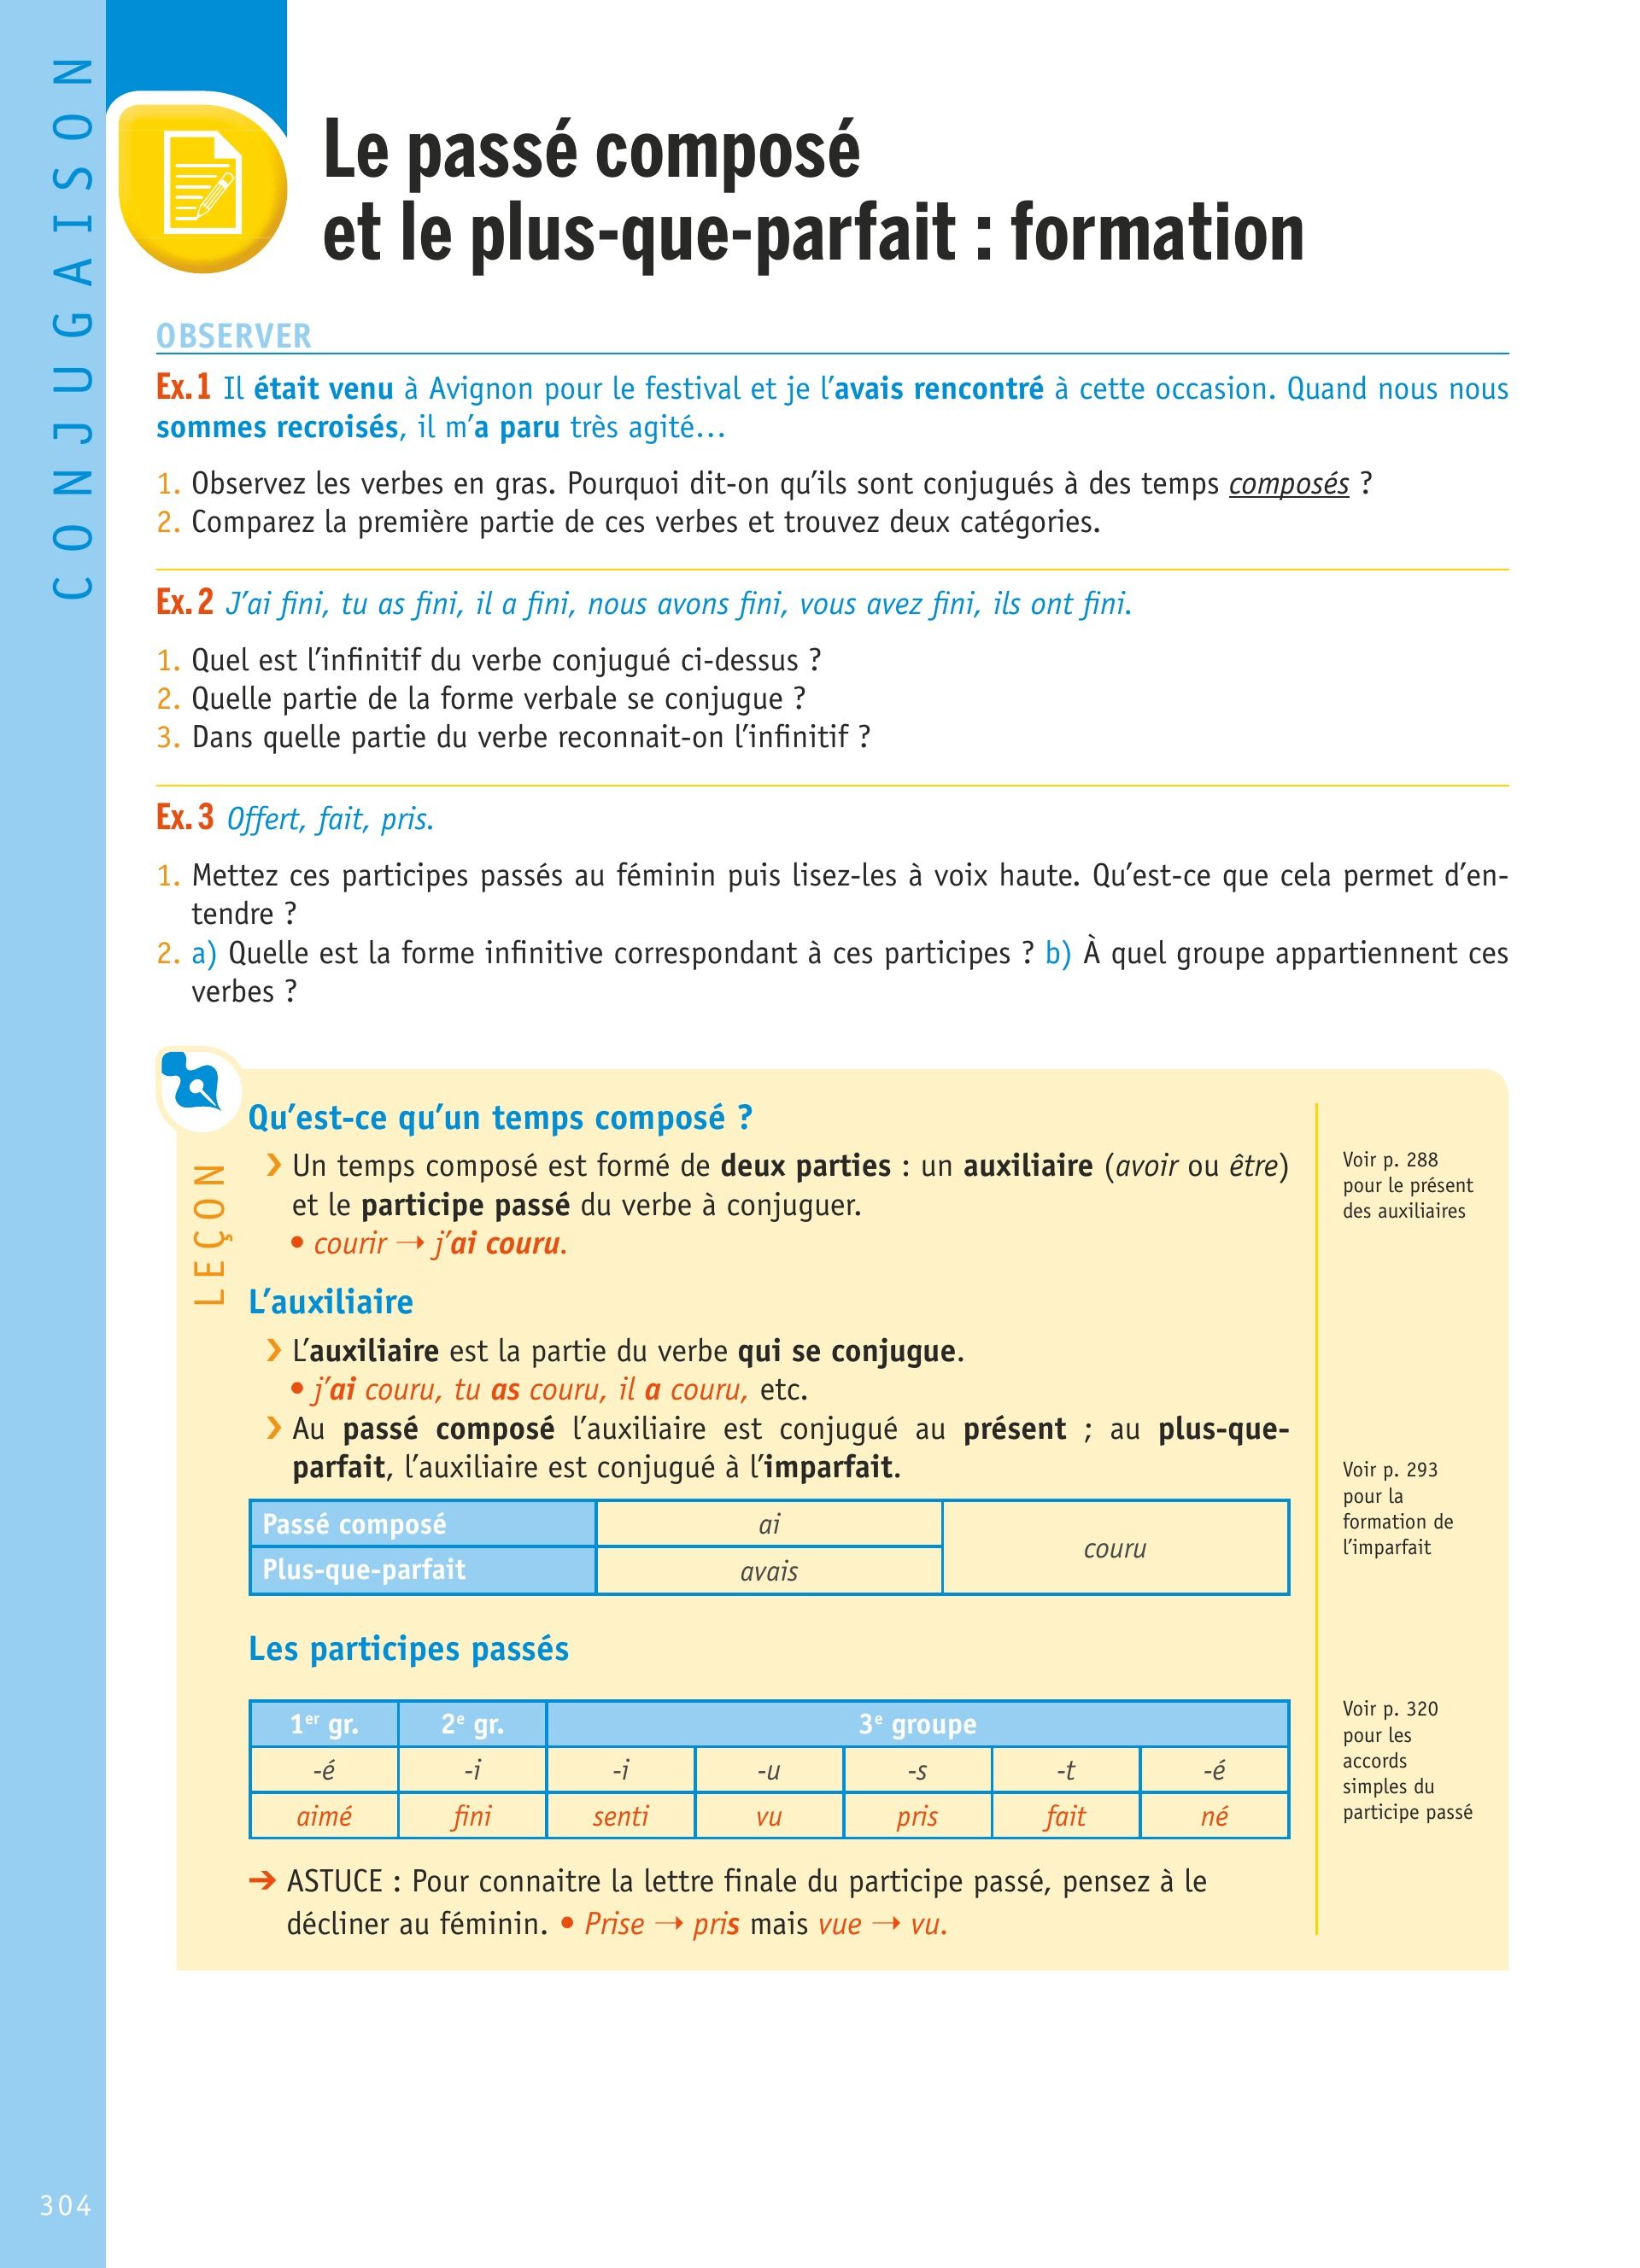 CONJUGAISON
Le passé composé
et le plus-que-parfait : formation
OBSERVER
Ex. 1 Il était venu à Avignon pour le festival et je l’avais rencontré à cette occasion. Quand nous nous
sommes recroisés, il m’a paru très agité…
1. Observez les verbes en gras. Pourquoi dit-on qu’ils sont conjugués à des temps composés ?
2. Comparez la première partie de ces verbes et trouvez deux catégories.
Ex. 2 J’ai fini, tu as fini, il a fini, nous avons fini, vous avez fini, ils ont fini.
1. Quel est l’infinitif du verbe conjugué ci-dessus ?
2. Quelle partie de la forme verbale se conjugue ?
3. Dans quelle partie du verbe reconnait-on l’infinitif ?
Ex. 3 Offert, fait, pris.
1. Mettez ces participes passés au féminin puis lisez-les à voix haute. Qu’est-ce que cela permet d’en-
tendre ?
2. a) Quelle est la forme infinitive correspondant à ces participes ? b) À quel groupe appartiennent ces
verbes ?
LEÇON
Qu’est-ce qu’un temps composé ?
› Un temps composé est formé de deux parties : un auxiliaire (avoir ou être)
et le participe passé du verbe à conjuguer.
• courir → j’ai couru.
Voir p. 288
pour le présent
des auxiliaires
L’auxiliaire
› L’auxiliaire est la partie du verbe qui se conjugue.
• j’ai couru, tu as couru, il a couru, etc.
› Au passé composé l’auxiliaire est conjugué au présent ; au plus-que-
parfait, l’auxiliaire est conjugué à l’imparfait.
Voir p. 293
pour la
formation de
l’imparfait
Passé composé ai couru
Plus-que-parfait avais
Les participes passés
1er gr. 2e gr. 3e groupe
-é -i -i -u -s -t -é
aimé fini senti vu pris fait né
Voir p. 320
pour les
accords
simples du
participe passé
➔ ASTUCE : Pour connaitre la lettre finale du participe passé, pensez à le
décliner au féminin. • Prise → pris mais vue → vu.
304